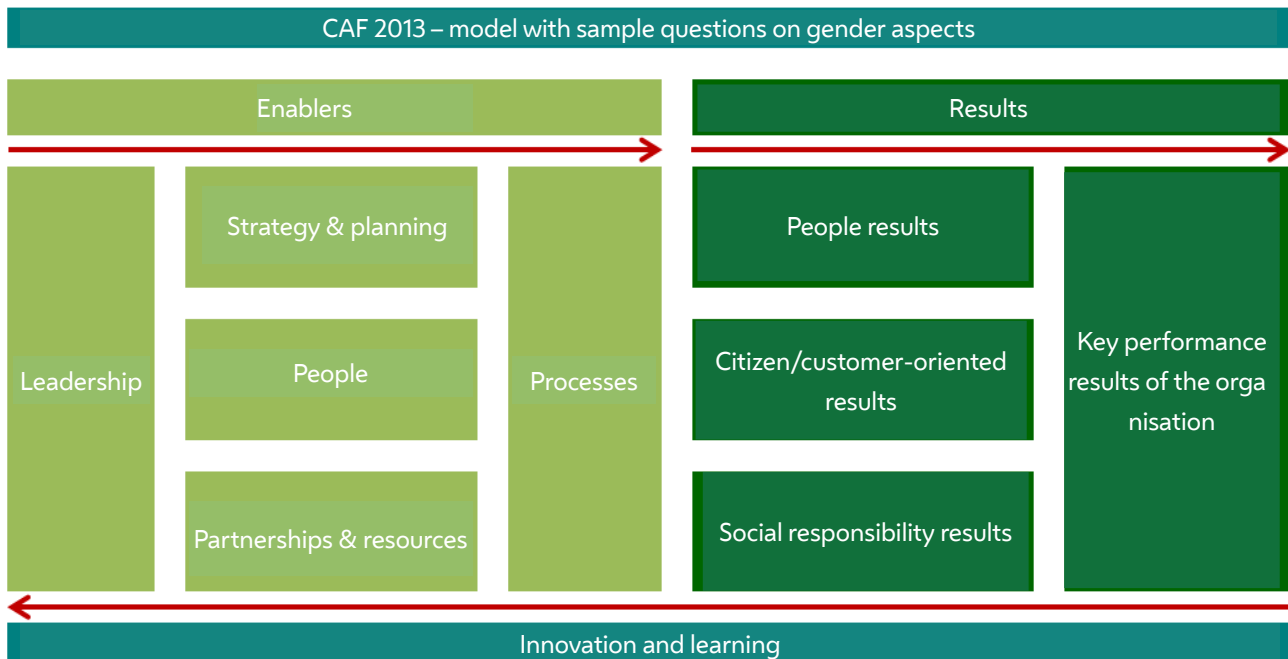 CAF 2013 – model with sample questions on gender aspects
Enablers
Results
Leadership
Strategy & planning
People
Partnerships & resources
Processes
People results
Citizen/customer-oriented
results
Social responsibility results
Key performance
results of the orga
nisation
Innovation and learning